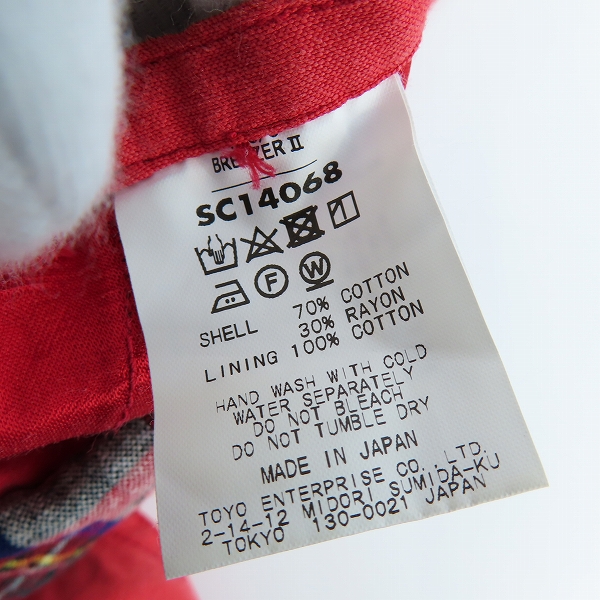 BREEZER II
SC14068
F W
SHELL 70% COTTON
30% RAYON
LINING 100% COTTON
HAND WASH WITH COLD
WATER SEPARATELY
DO NOT BLEACH
DO NOT TUMBLE DRY
MADE IN JAPAN
TOYO ENTERPRISE CO., LTD.
2-14-12 MIDORI SUMIDA-KU
TOKYO 130-0021 JAPAN